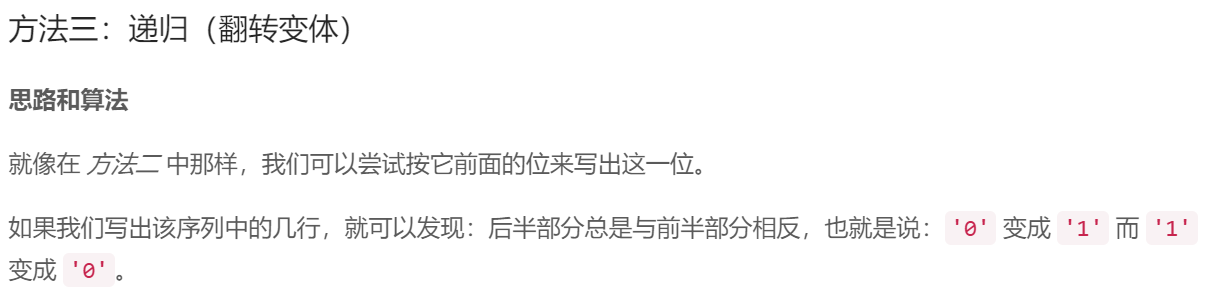 方法三：递归（翻转变体）
思路和算法
就像在 方法二 中那样，我们可以尝试按它前面的位来写出这一位。
如果我们写出该序列中的几行，就可以发现：后半部分总是与前半部分相反，也就是说：'0' 变成 '1' 而 '1'
变成 '0'。